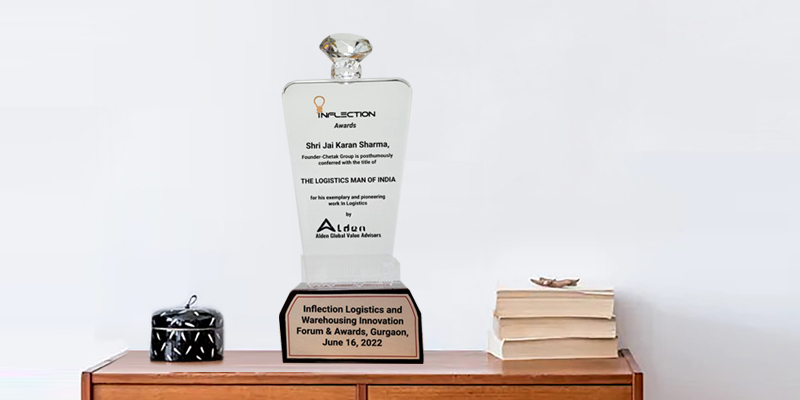 INFLECTION
Awards
Shri Jai Karan Sharma,
Founder-Chetak Group is posthumously
conferred with the title of
THE LOGISTICS MAN OF INDIA
for his exemplary and pioneering
work in Logistics
by
Alden
Alden Global Value Advisors
Inflection Logistics and
Warehousing Innovation
Forum & Awards, Gurgaon,
June 16, 2022